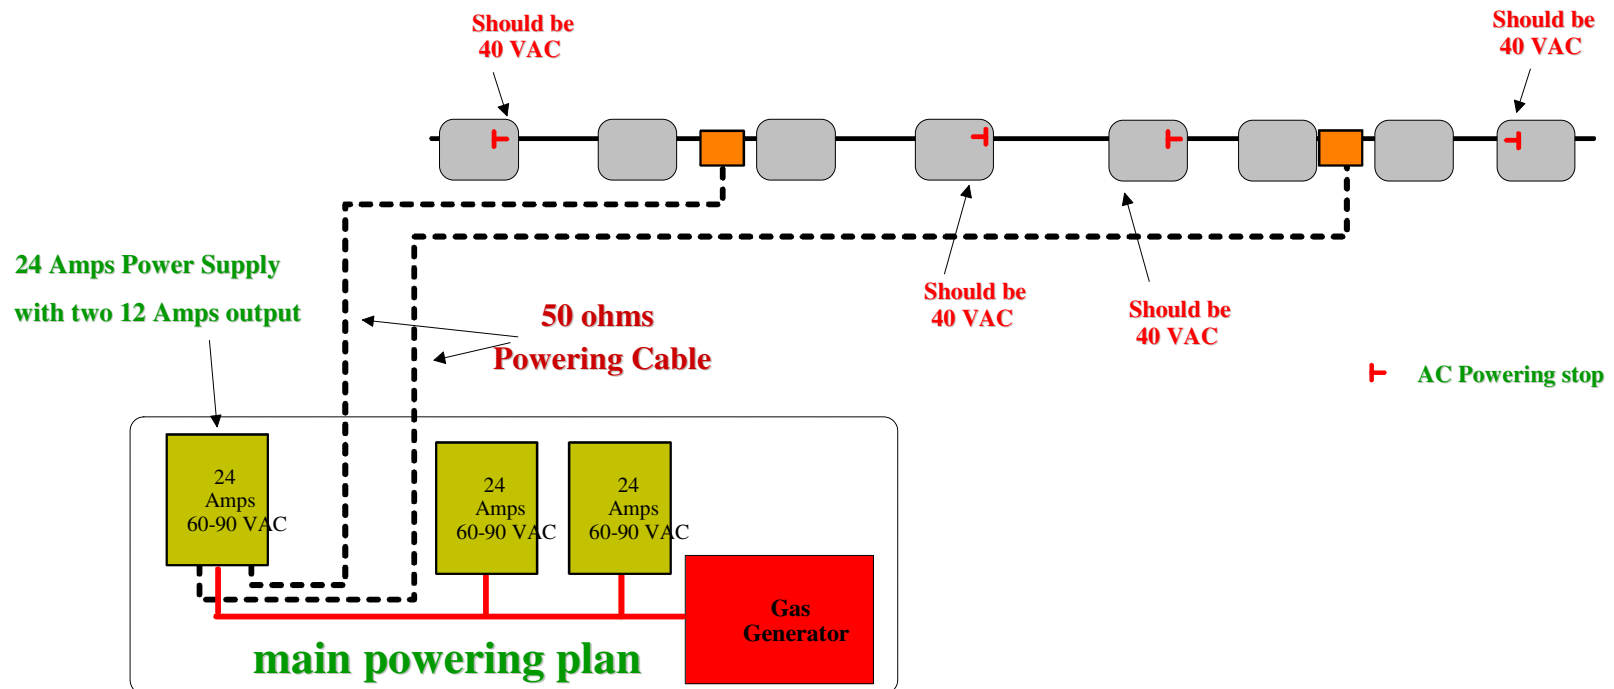 Should be
40 VAC
Should be
40 VAC
24 Amps Power Supply
with two 12 Amps output
50 ohms
Powering Cable
Should be
40 VAC
Should be
40 VAC
AC Powering stop
24
Amps
60-90 VAC
24
Amps
60-90 VAC
24
Amps
60-90 VAC
Gas
Generator
main powering plan